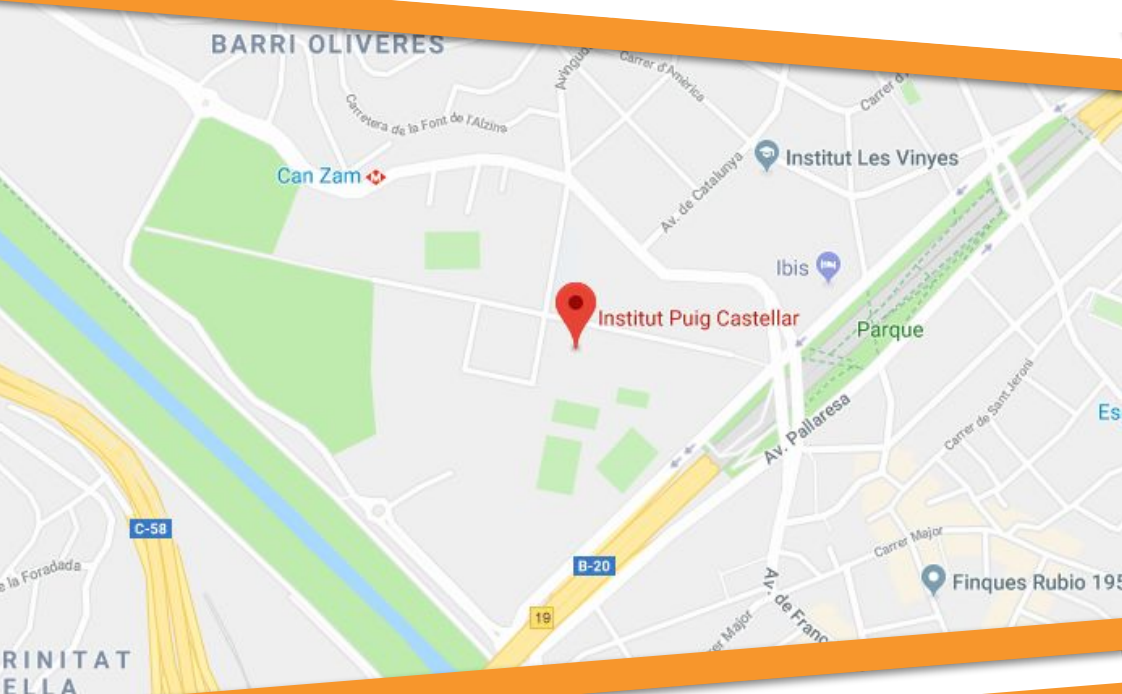 BARRI OLIVERES
Carrer d'Amèrica
Carretera de la Font de l'Alzina
Can Zam
Institut Les Vinyes
Av. de Catalunya
Ibis
Institut Puig Castellar
Parque
Carrer de Sant Jeroni
Av. Pallaresa
C-58
B-20
Carrer Major
la Foradada
19
Finques Rubio 195
Av. de Franc
er Major
RINITAT
ELLA